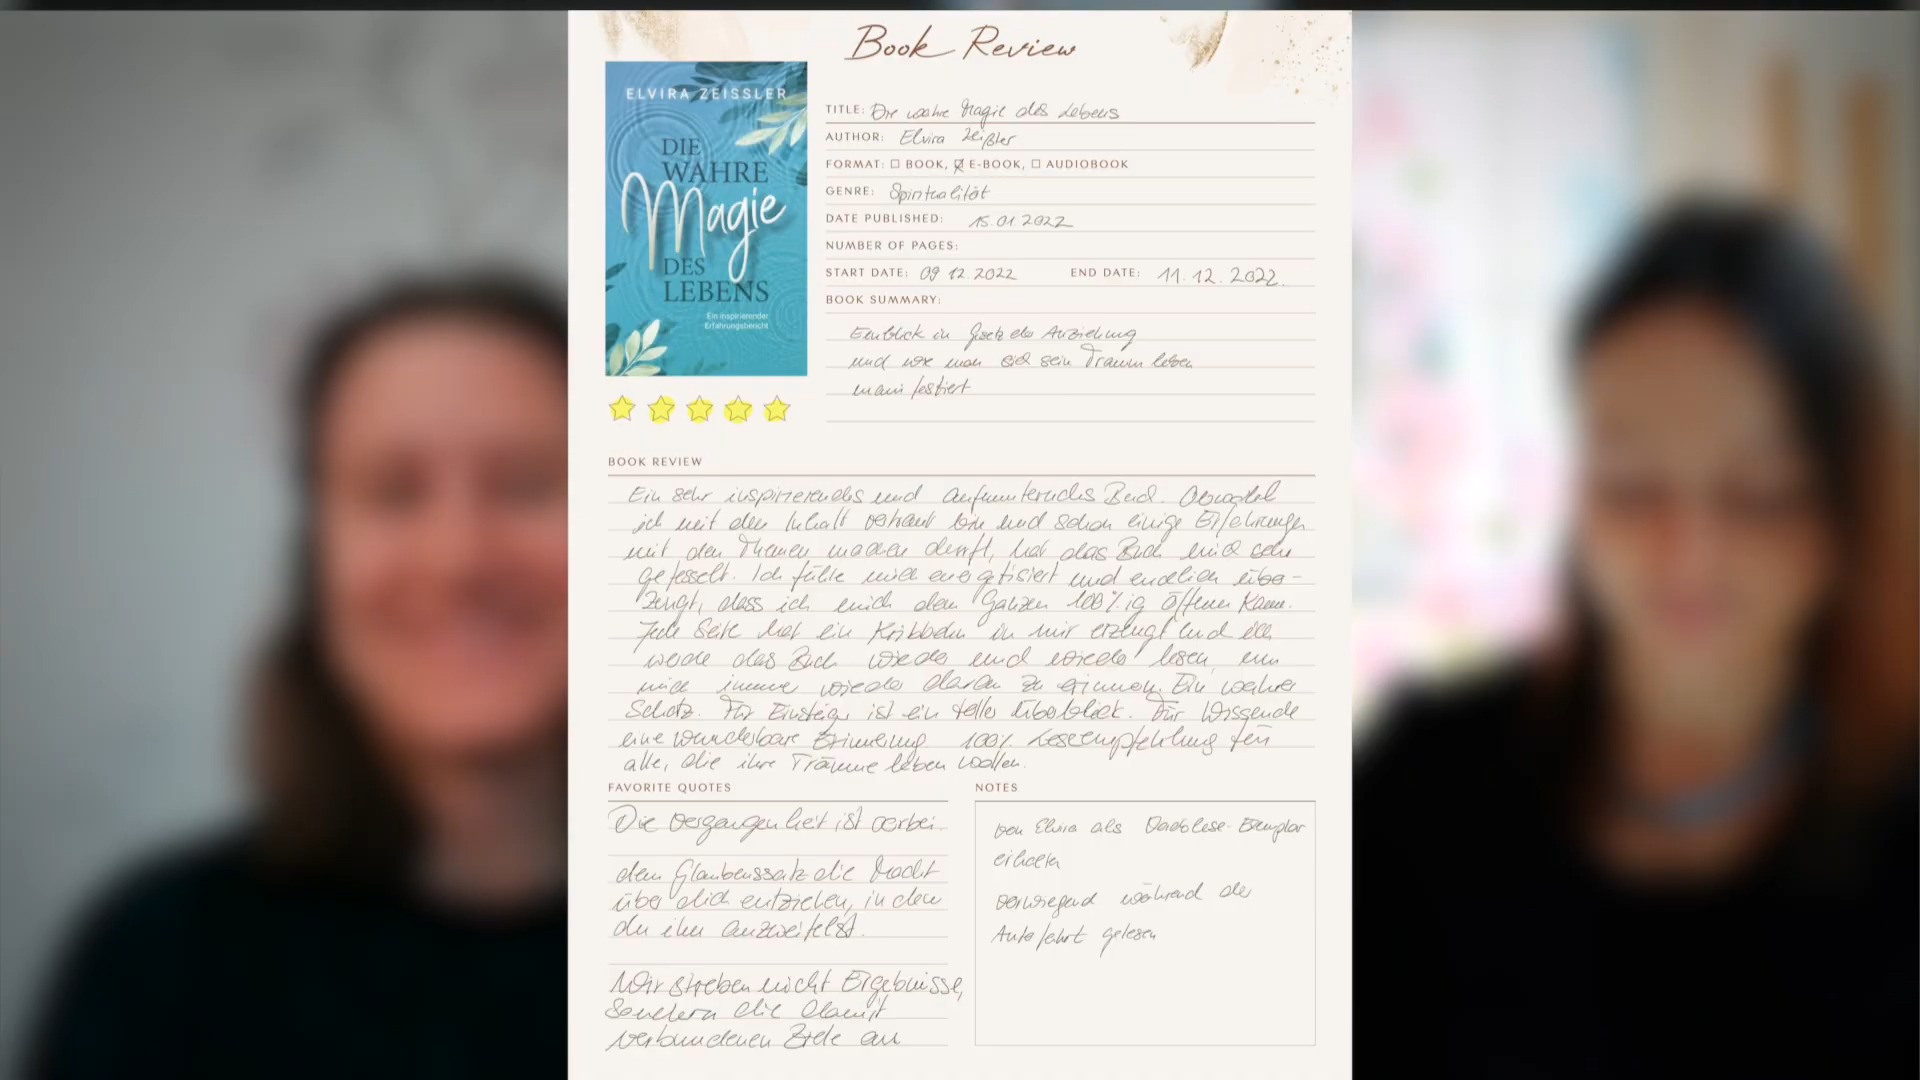 Book Review
ELVIRA ZEISSLER
DIE
WAHRE
Magie
DES
LEBENS
Ein inspirierender
Erfahrungsbericht
TITLE: Die wahre Magie des Lebens
AUTHOR: Elvira Zeißler
FORMAT: ☐ BOOK, ☒ E-BOOK, ☐ AUDIOBOOK
GENRE: Spiritualität
DATE PUBLISHED: 15.01.2022
NUMBER OF PAGES:
START DATE: 09 12.2022 END DATE: 11.12.2022.
BOOK SUMMARY:
Einblick in Gesetz der Anziehung
und wie man sich sein Traumleben
manifestiert
BOOK REVIEW
Ein sehr inspirierendes und aufmunterndes Buch. Obwohl
ich mit dem Inhalt vertraut bin und schon einige Erfahrungen
mit den Themen machen durft, hat das Buch mich sehr
gefesselt. Ich fühle mich energetisiert und endlich über-
zeugt, dass ich mich dem Ganzen 100%ig öffnen kann.
Jede Seite hat ein Kribbeln in mir erzeugt und ich
werde das Buch wieder und wieder lesen, um
mich immer wieder daran zu erinnern. Ein wahrer
Schatz. Für Einsteiger ist ein toller Überblick. Für Wissende
eine wunderbare Erinnerung 100% Leseempfehlung für
alle, die ihre Träume leben wollen.
FAVORITE QUOTES
Die Vergangenheit ist vorbei.
dem Glaubenssatz die Macht
über dich entziehen, indem
du ihn anzweifelst.
Wir streben nicht Ergebnisse,
sondern die damit
verbundenen Ziele an
NOTES
von Elvira als Exemplar
erhalten
vorwiegend während der
Autofahrt gelesen